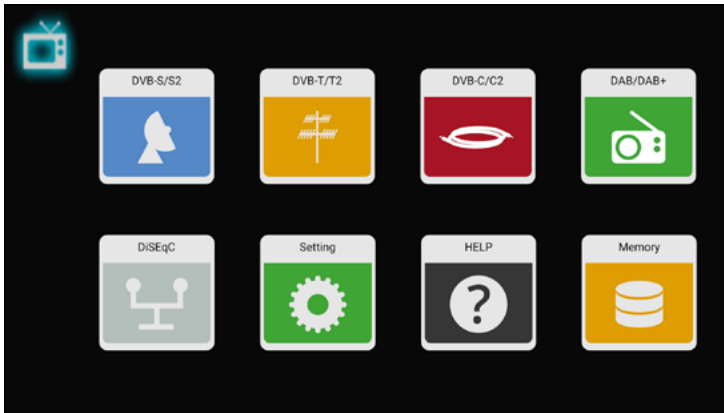 DVB-S/S2
DVB-T/T2
DVB-C/C2
DAB/DAB+
DiSEqC
Setting
HELP
Memory
?